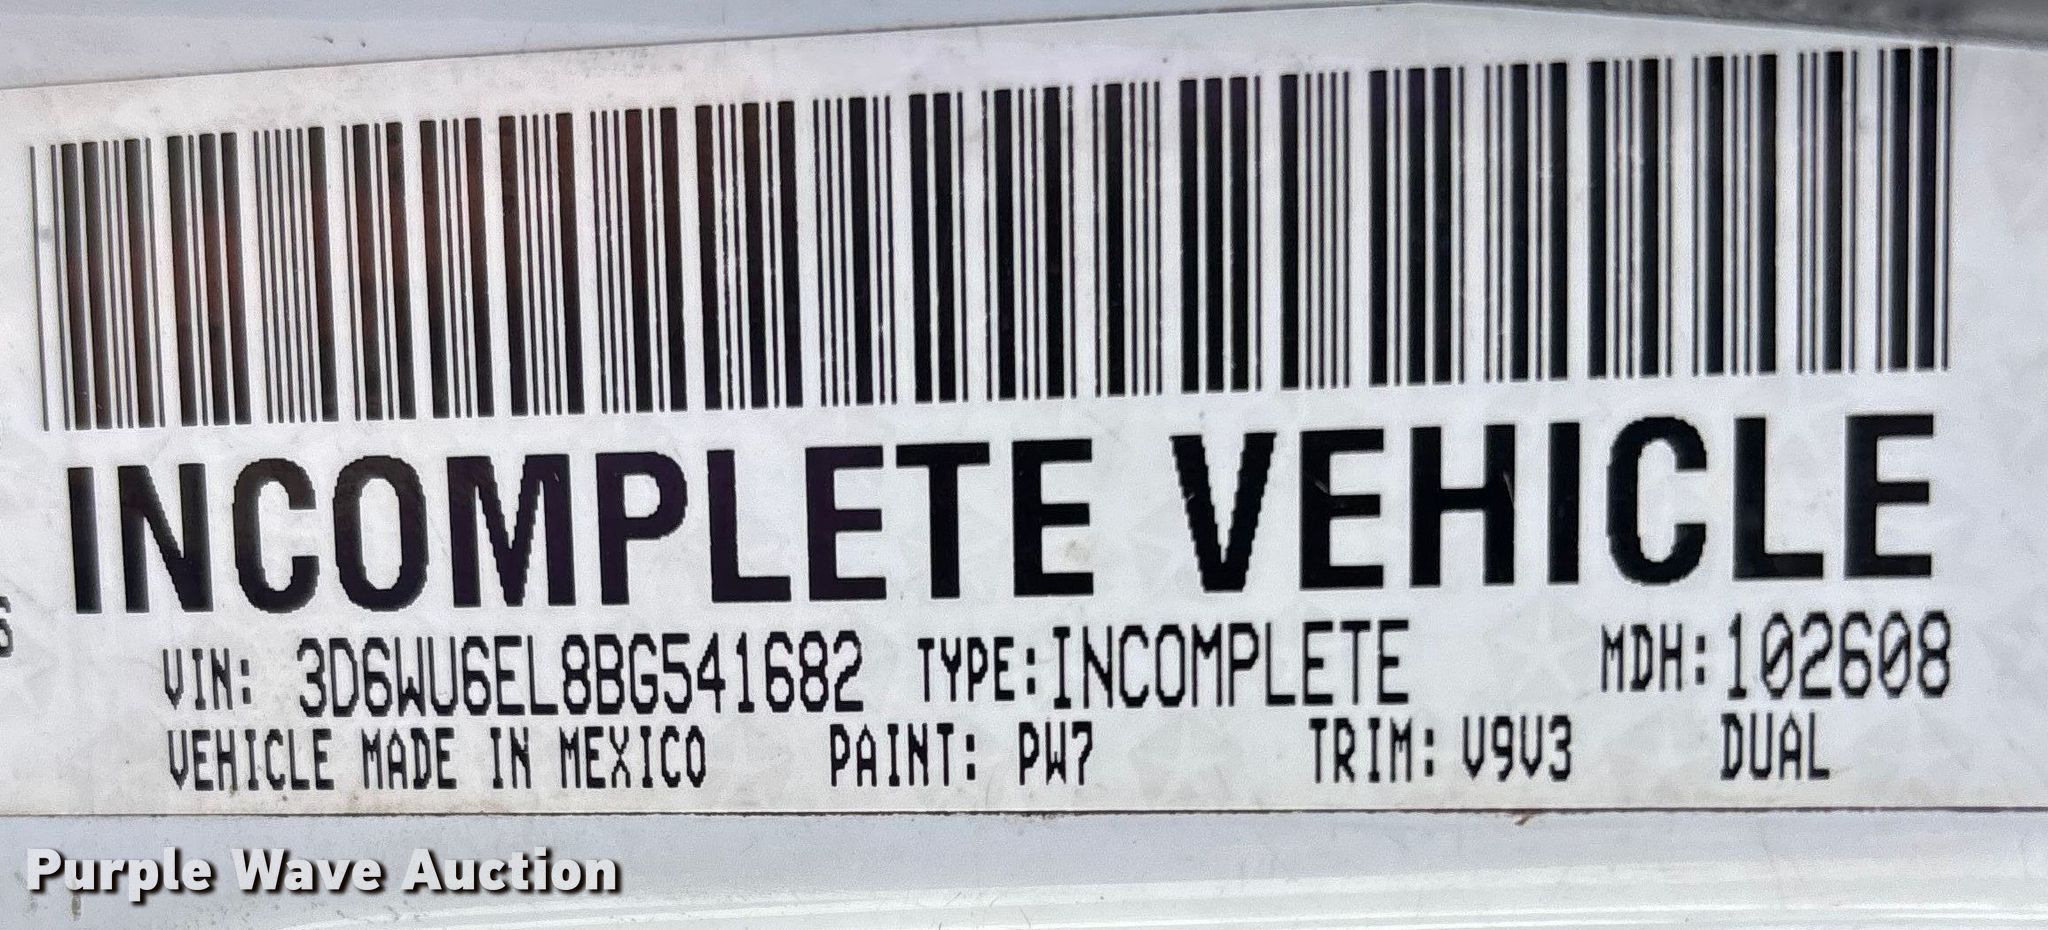 INCOMPLETE VEHICLE
VIN: 3D6WU6EL8BG541682 TYPE:INCOMPLETE MDH:102608
VEHICLE MADE IN MEXICO PAINT: PW7 TRIM: V9V3 DUAL
Purple Wave Auction